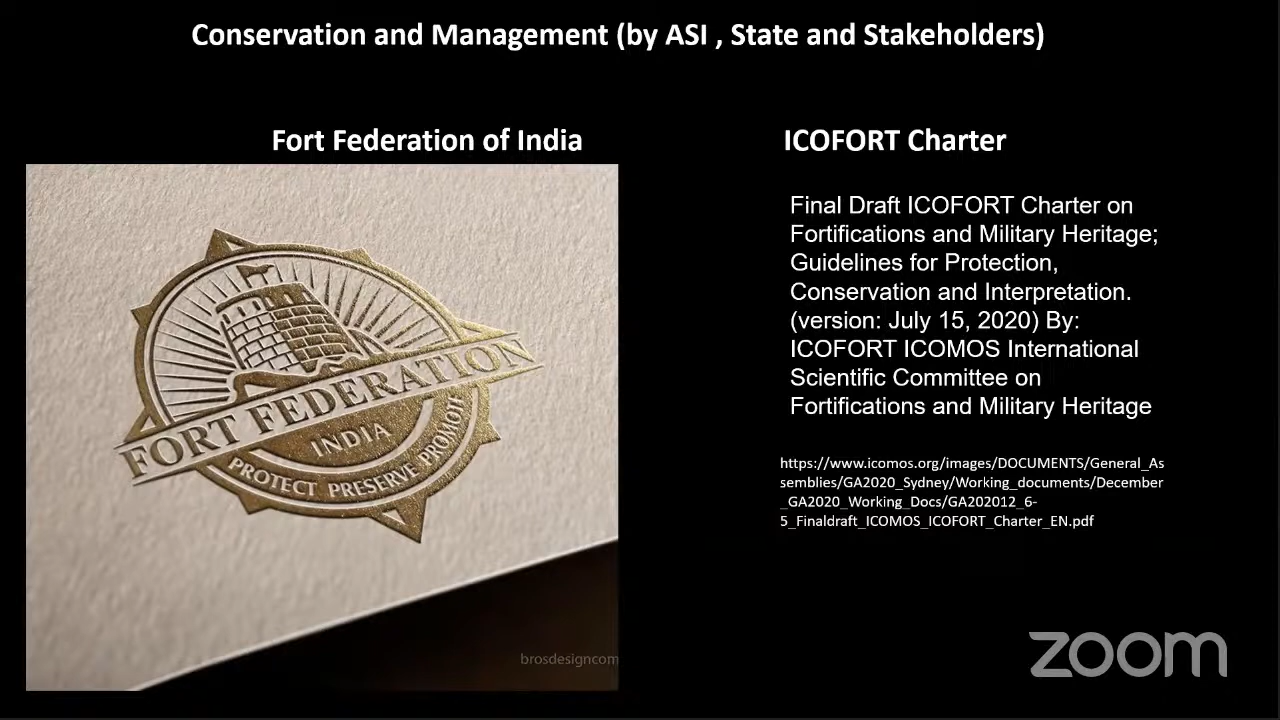 Conservation and Management (by ASI , State and Stakeholders)
Fort Federation of India
FORT FEDERATION
INDIA
PROTECT PRESERVE PROMOTE
brosdesigncom
ICOFORT Charter
Final Draft ICOFORT Charter on
Fortifications and Military Heritage;
Guidelines for Protection,
Conservation and Interpretation.
(version: July 15, 2020) By:
ICOFORT ICOMOS International
Scientific Committee on
Fortifications and Military Heritage
https://www.icomos.org/images/DOCUMENTS/General_As
semblies/GA2020_Sydney/Working_documents/December
_GA2020_Working_Docs/GA202012_6-
5_Finaldraft_ICOMOS_ICOFORT_Charter_EN.pdf
zoom